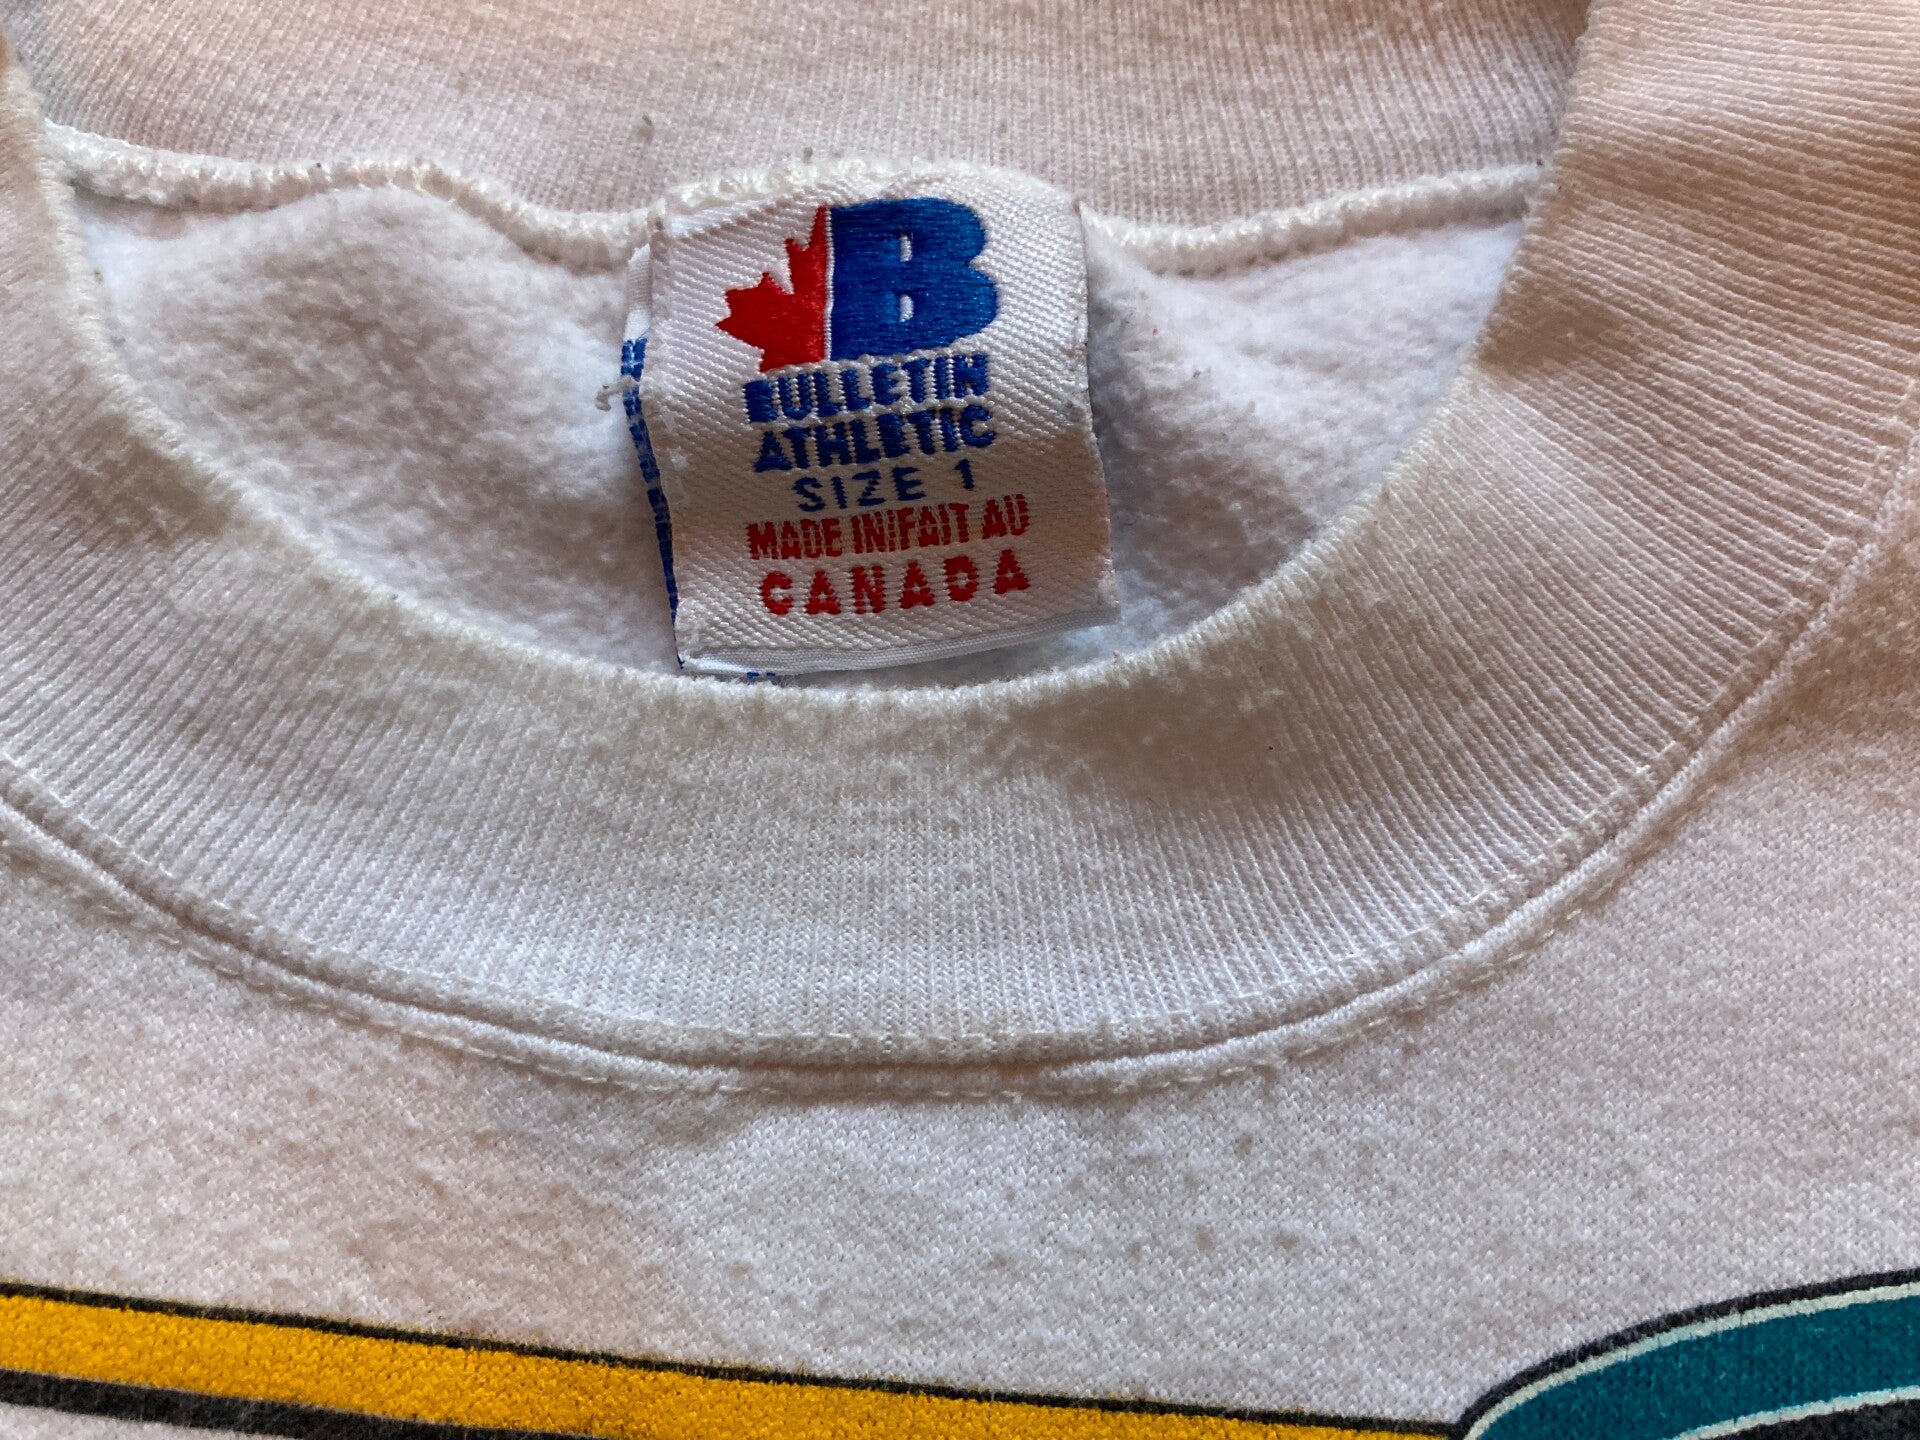 B
BULLETIN
ATHLETIC
SIZE 1
MADE IN/FAIT AU
CANADA